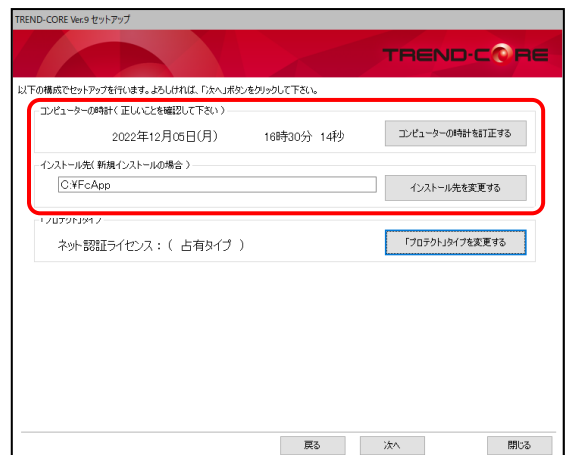 TREND-CORE Ver.9 セットアップ
TREND-CORE
以下の構成でセットアップを行います。よろしければ、「次へ」ボタンをクリックして下さい。
コンピューターの時計( 正しいことを確認して下さい )
2022年12月05日(月) 16時30分 14秒 コンピューターの時計を訂正する
インストール先( 新規インストールの場合 )
C:¥FcApp インストール先を変更する
「プロテクト」タイプ
ネット認証ライセンス：( 占有タイプ ) 「プロテクト」タイプを変更する
戻る 次へ 閉じる